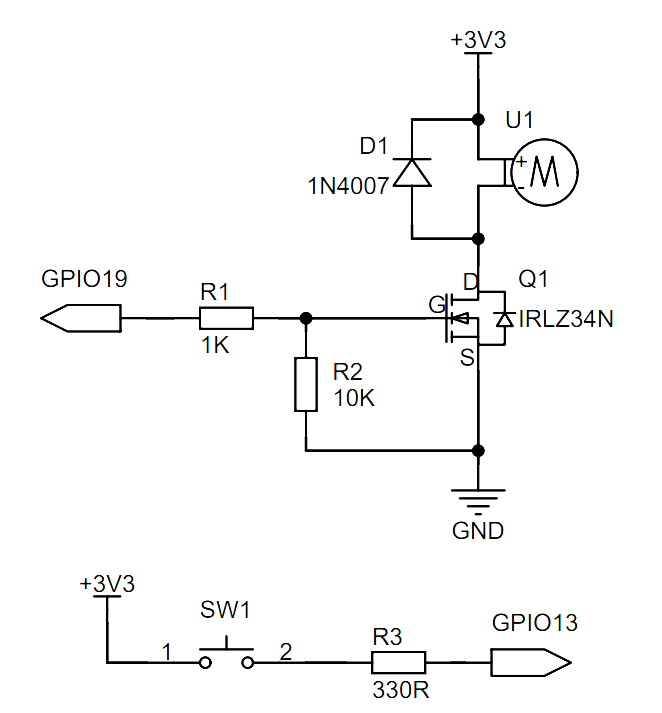 +3V3
U1
D1
1N4007
+
M
-
GPIO19
R1
1K
D
G
S
Q1
IRLZ34N
R2
10K
GND
+3V3
SW1
1
2
R3
330R
GPIO13